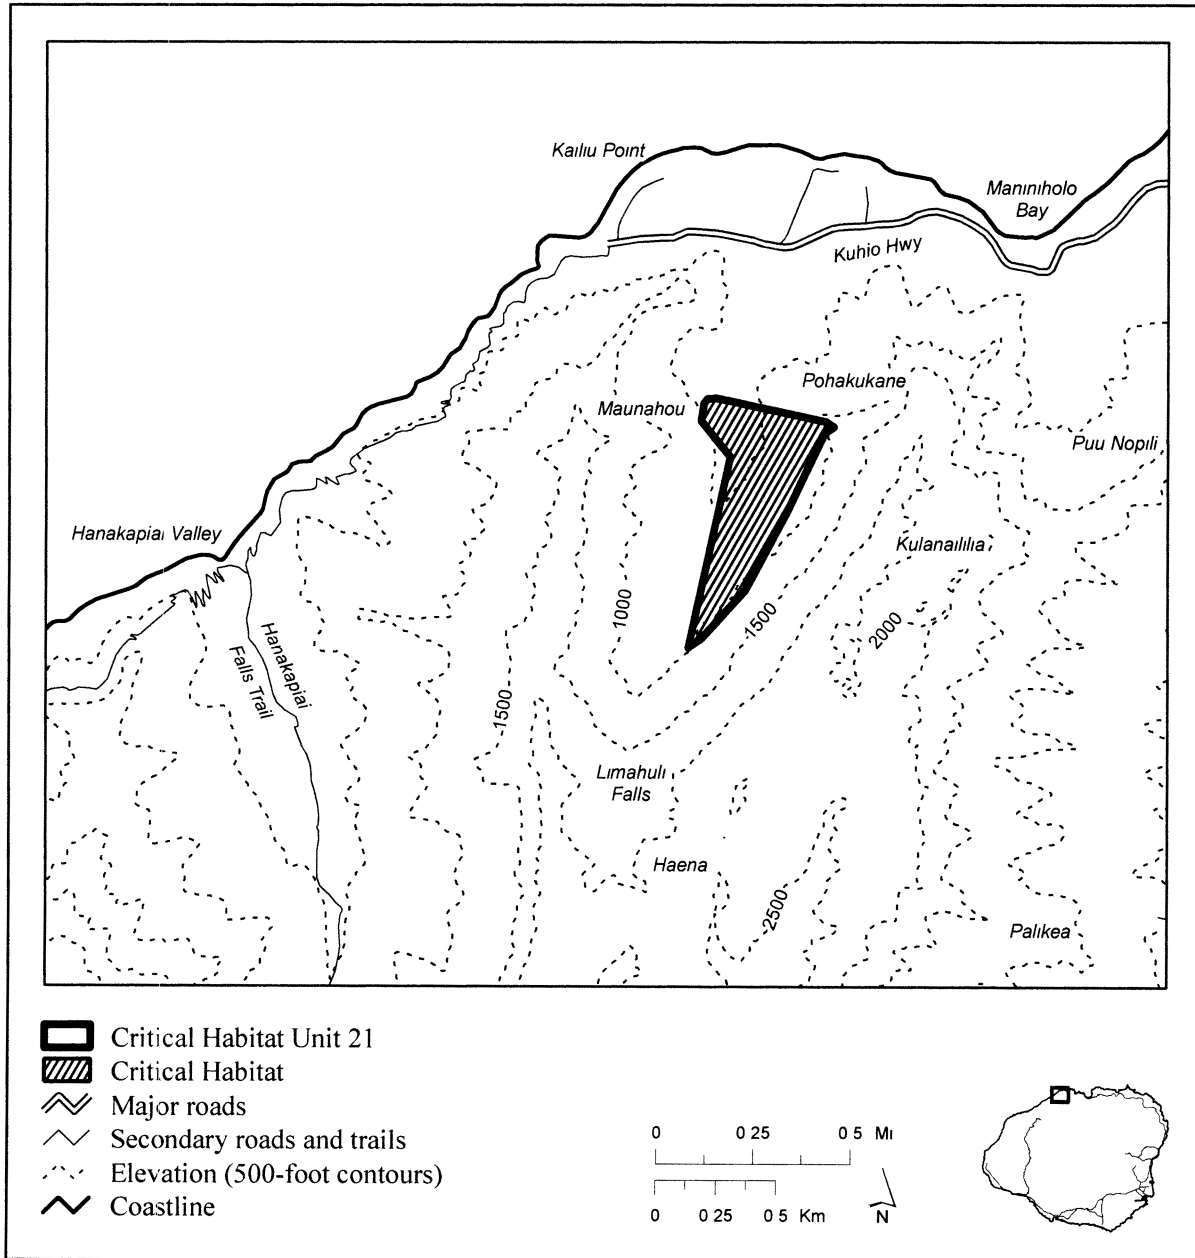 Kailiu Point
Maniniholo
Bay
Kuhio Hwy
Pohakukane
Maunahou
Puu Nopili
Hanakapiai Valley
Kulanaililia
1000
1500
2000
Hanakapiai
Falls Trail
1500
Limahuli
Falls
Haena
2500
Palikea
Critical Habitat Unit 21
Critical Habitat
Major roads
Secondary roads and trails
Elevation (500-foot contours)
Coastline
0 0 25 0 5 Mi
0 0 25 0 5 Km
N